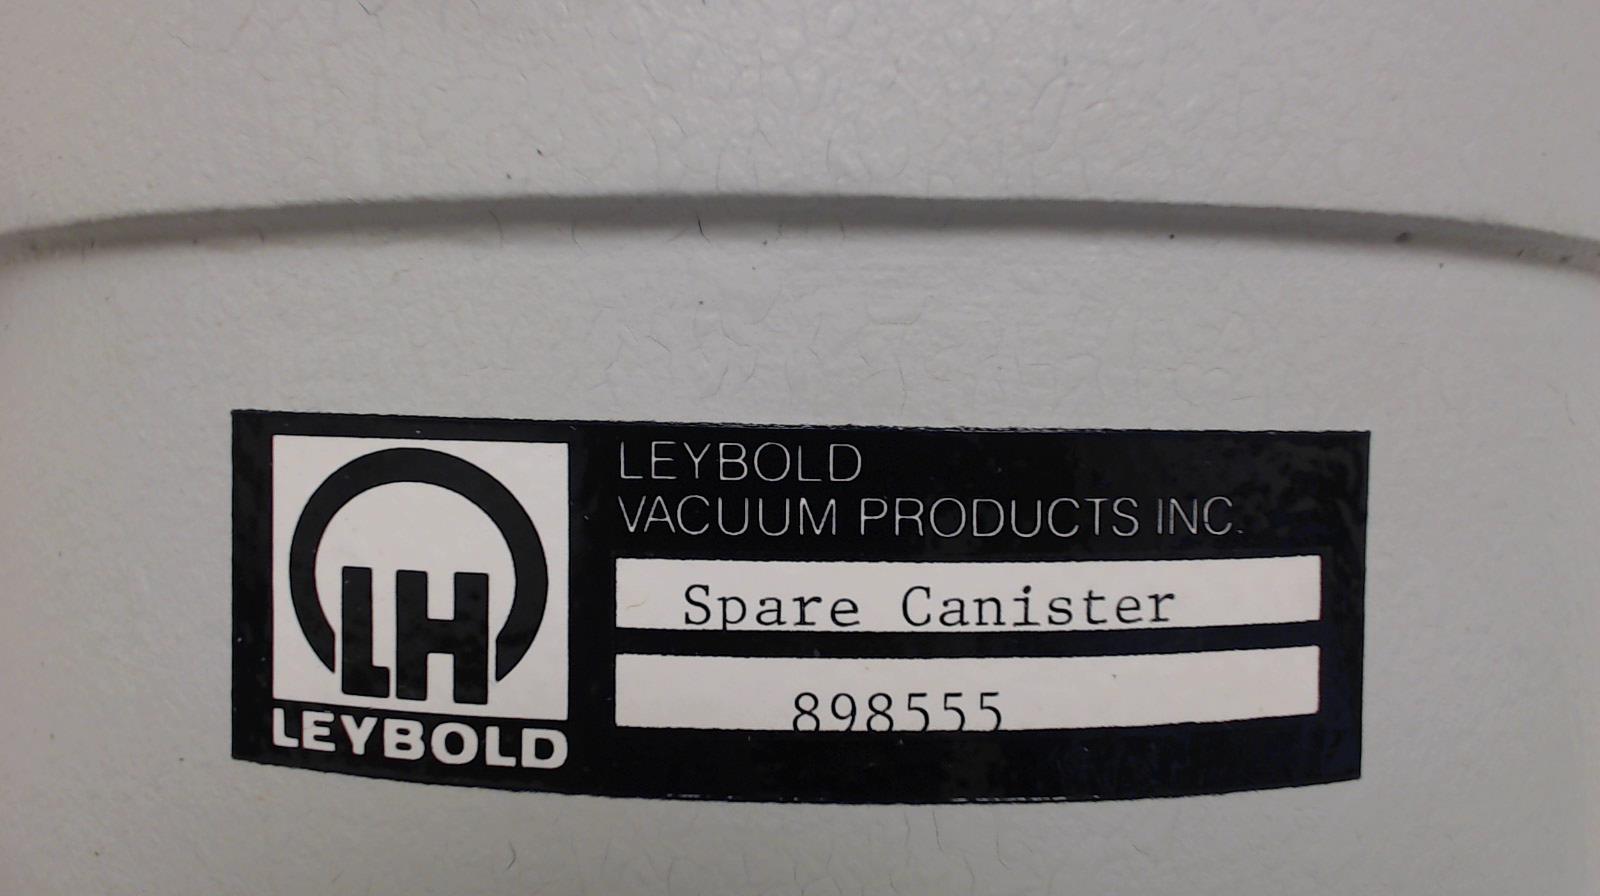 LH
LEYBOLD
LEYBOLD
VACUUM PRODUCTS INC.
Spare Canister
898555